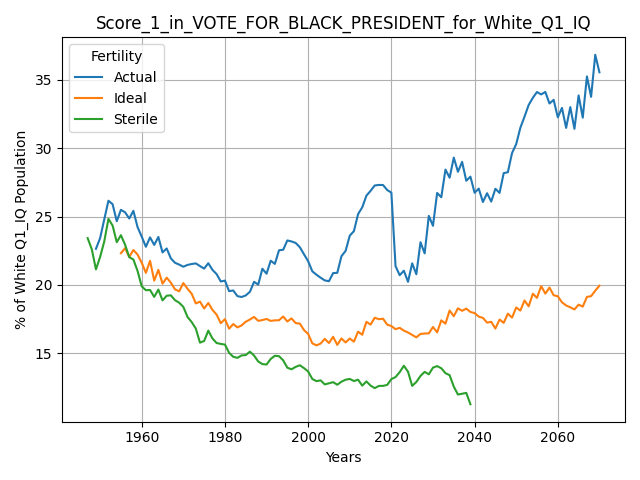 Score_1_in_VOTE_FOR_BLACK_PRESIDENT_for_White_Q1_IQ
Fertility
Actual
Ideal
Sterile
% of White Q1_IQ Population
35
30
25
20
15
1960
1980
2000
2020
2040
2060
Years